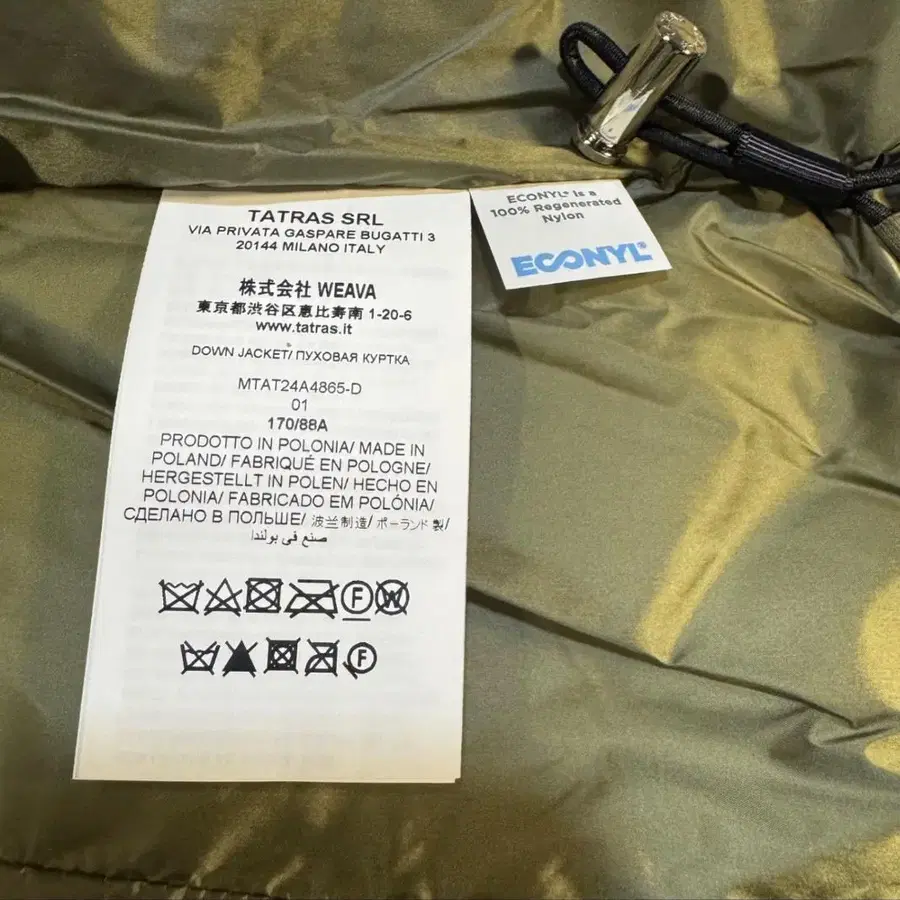 TATRAS SRL
VIA PRIVATA GASPARE BUGATTI 3
20144 MILANO ITALY
株式会社 WEAVA
東京都渋谷区恵比寿南 1-20-6
www.tatras.it
DOWN JACKET/ ПУХОВАЯ КУРТКА
MTAT24A4865-D
01
170/88A
PRODOTTO IN POLONIA/ MADE IN
POLAND/ FABRIQUÉ EN POLOGNE/
HERGESTELLT IN POLEN/ HECHO EN
POLONIA/ FABRICADO EM POLÓNIA/
СДЕЛАНО В ПОЛЬШЕ/ 波兰制造/ ポーランド製/
صنع في بولندا
F W
F
ECONYL® is a
100% Regenerated
Nylon
ECONYL®